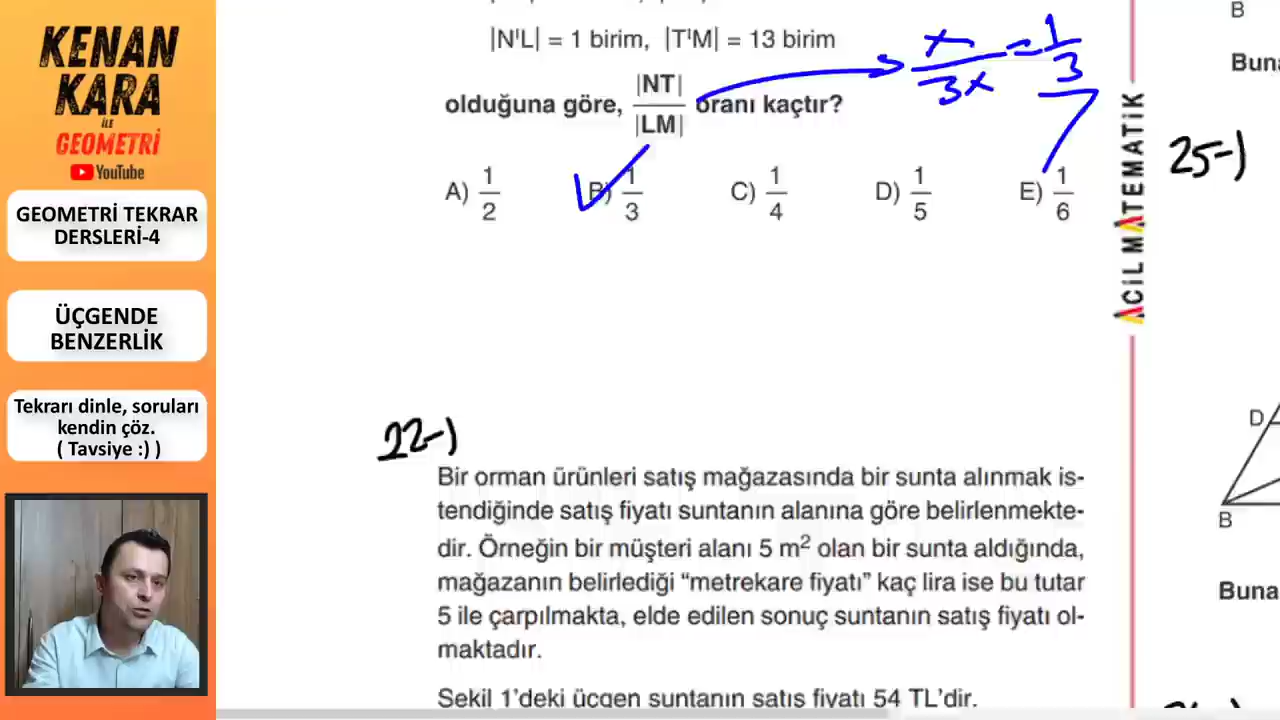 KENAN
KARA
İLE
GEOMETRİ
YouTube
GEOMETRİ TEKRAR
DERSLERİ-4
ÜÇGENDE
BENZERLİK
Tekrarı dinle, soruları
kendin çöz.
( Tavsiye :) )
|N'L| = 1 birim, |T'M| = 13 birim
olduğuna göre, |NT| / |LM| oranı kaçtır?
x/3x = 1/3
A) 1/2 B) 1/3 C) 1/4 D) 1/5 E) 1/6
22-)
Bir orman ürünleri satış mağazasında bir sunta alınmak is-
tendiğinde satış fiyatı suntanın alanına göre belirlenmekte-
dir. Örneğin bir müşteri alanı 5 m² olan bir sunta aldığında,
mağazanın belirlediği “metrekare fiyatı” kaç lira ise bu tutar
5 ile çarpılmakta, elde edilen sonuç suntanın satış fiyatı ol-
maktadır.
Şekil 1’deki üçgen suntanın satış fiyatı 54 TL’dir.
ACİLMATEMATİK
B
Buna
25-)
D
B
Buna